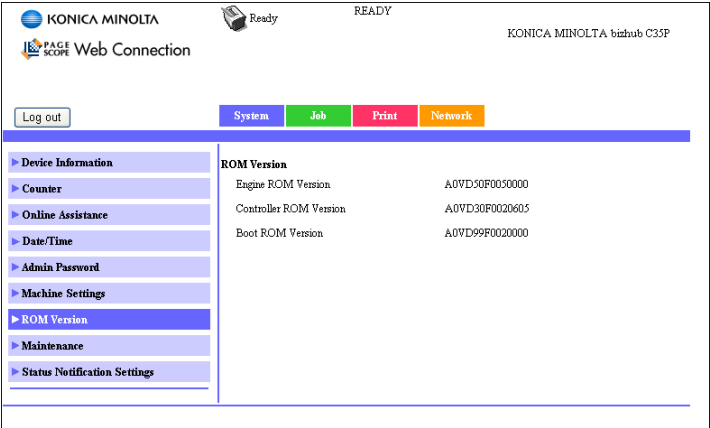 KONICA MINOLTA
Ready
READY
KONICA MINOLTA bizhub C35P
PAGE SCOPE Web Connection
Log out
System Job Print Network
Device Information
Counter
Online Assistance
Date/Time
Admin Password
Machine Settings
ROM Version
Maintenance
Status Notification Settings
ROM Version
Engine ROM Version A0VD50F0050000
Controller ROM Version A0VD30F0020605
Boot ROM Version A0VD99F0020000